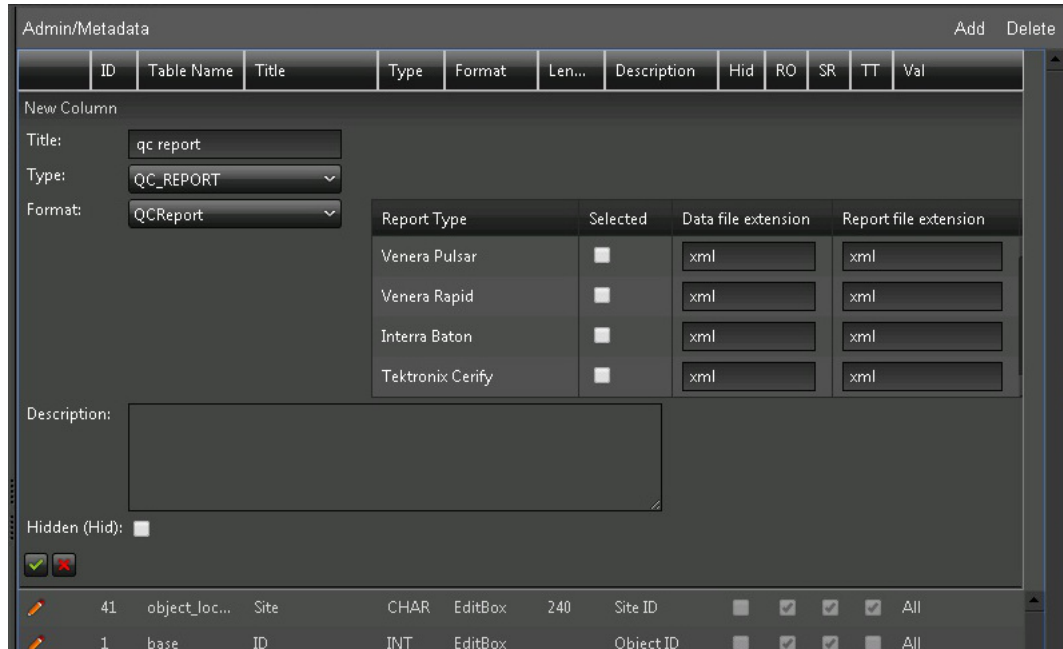 Admin/Metadata Add Delete
ID Table Name Title Type Format Len... Description Hid RO SR TT Val
New Column
Title: qc report
Type: QC_REPORT
Format: QCReport
Report Type Selected Data file extension Report file extension
Venera Pulsar xml xml
Venera Rapid xml xml
Interra Baton xml xml
Tektronix Cerify xml xml
Description:
Hidden (Hid):
41 object_loc... Site CHAR EditBox 240 Site ID All
1 base ID INT EditBox Object ID All